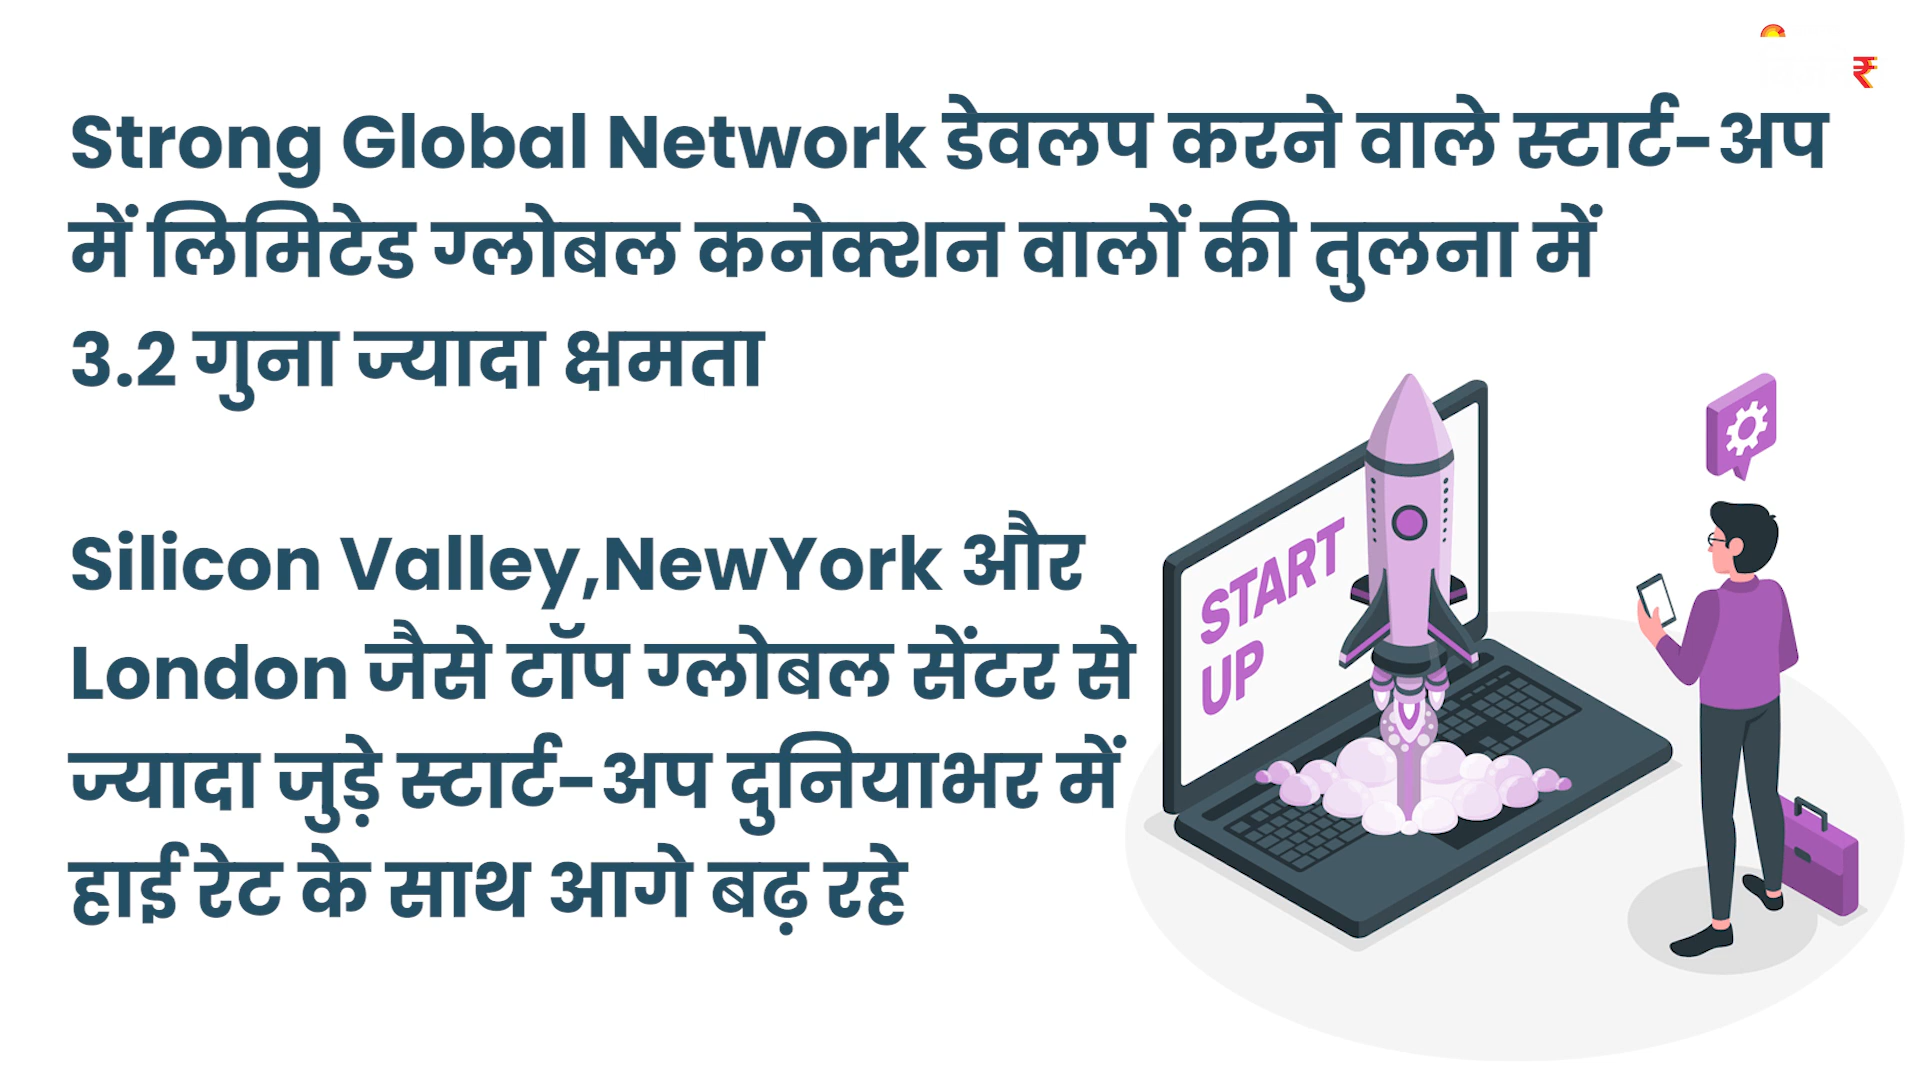 ₹
Strong Global Network डेवलप करने वाले स्टार्ट-अप
में लिमिटेड ग्लोबल कनेक्शन वालों की तुलना में
3.2 गुना ज्यादा क्षमता
Silicon Valley,NewYork और
London जैसे टॉप ग्लोबल सेंटर से
ज्यादा जुड़े स्टार्ट-अप दुनियाभर में
हाई रेट के साथ आगे बढ़ रहे
START
UP